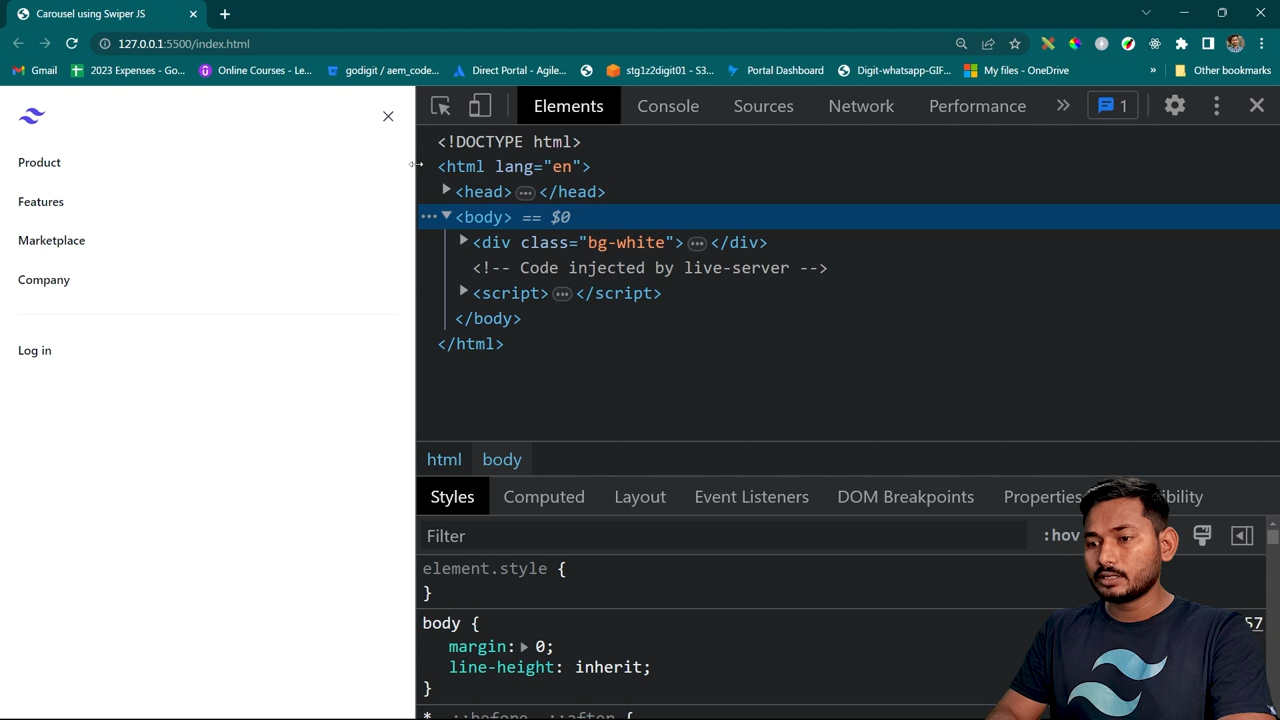 Carousel using Swiper JS
127.0.0.1:5500/index.html
Gmail
2023 Expenses - Go...
Online Courses - Le...
godigit / aem_code...
Direct Portal - Agile...
stg1z2digit01 - S3...
Portal Dashboard
Digit-whatsapp-GIF...
My files - OneDrive
»
Other bookmarks
Elements
Console
Sources
Network
Performance
1
Product
Features
Marketplace
Company
Log in
<!DOCTYPE html>
<html lang="en">
<head> ••• </head>
••• <body> == $0
<div class="bg-white"> ••• </div>
<!-- Code injected by live-server -->
<script> ••• </script>
</body>
</html>
html body
Styles Computed Layout Event Listeners DOM Breakpoints
Filter
:hov
element.style {
}
body {
57
margin: 0;
line-height: inherit;
}